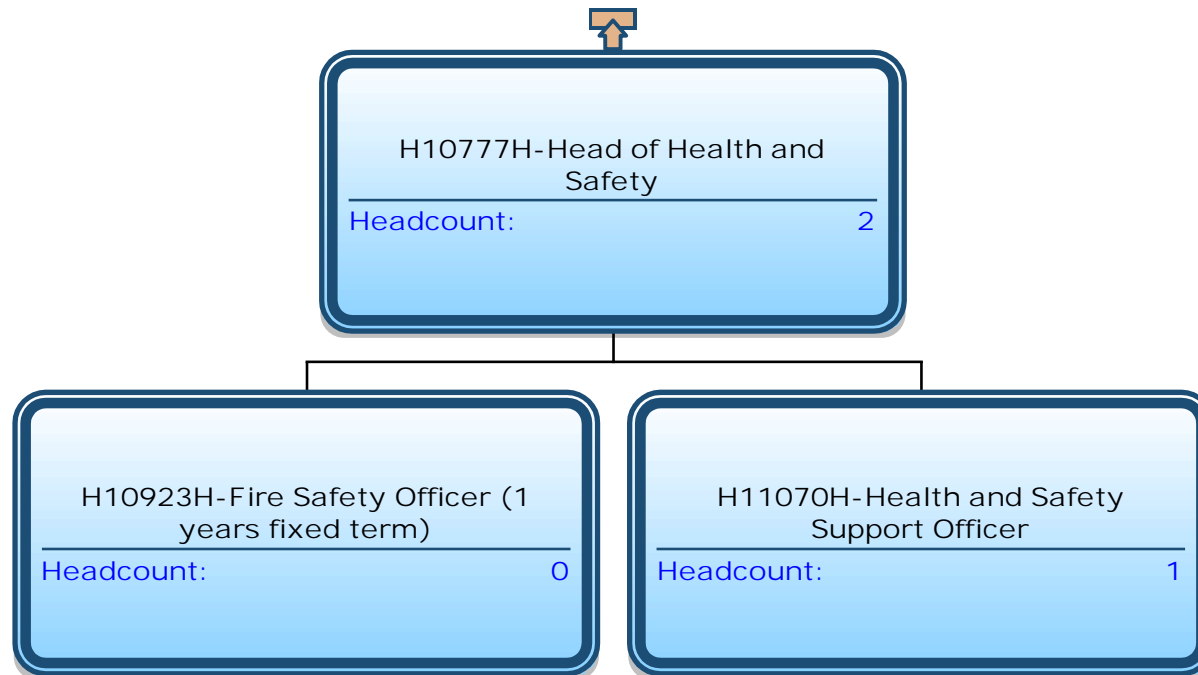 H10777H-Head of Health and
Safety
Headcount: 2
H10923H-Fire Safety Officer (1
years fixed term)
Headcount: 0
H11070H-Health and Safety
Support Officer
Headcount: 1